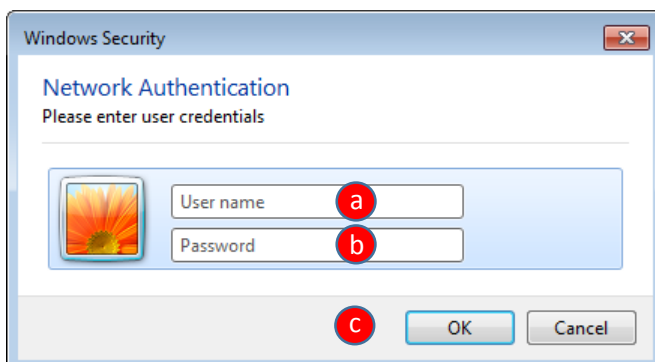 Windows Security
Network Authentication
Please enter user credentials
User name a
Password b
c OK Cancel